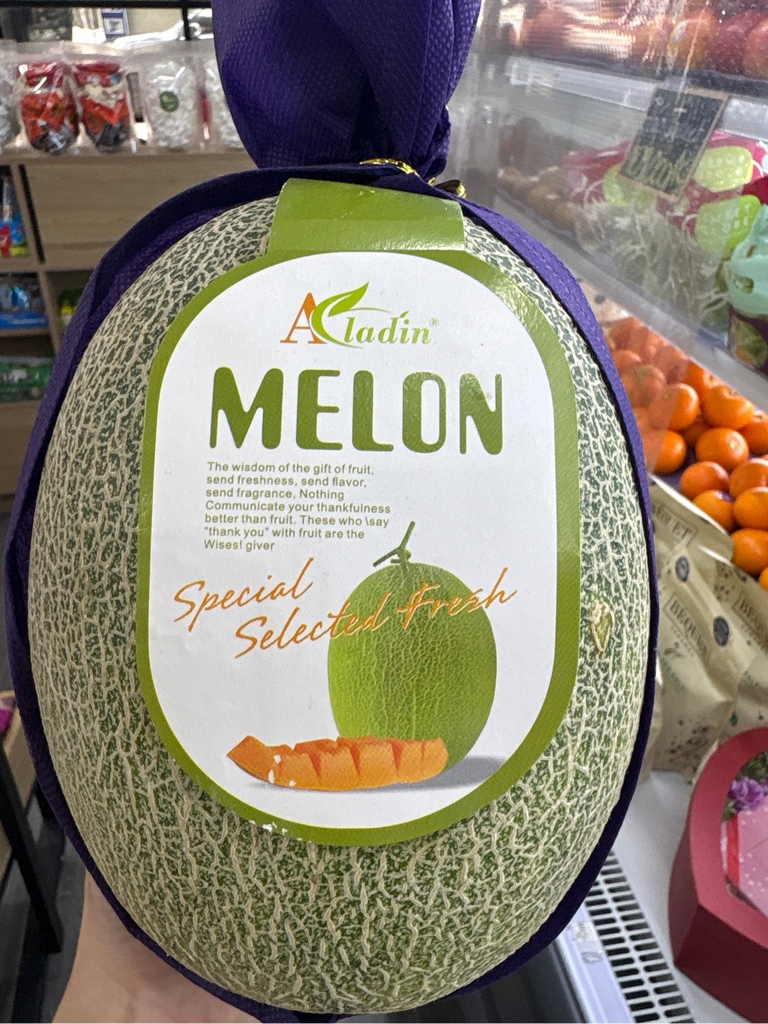 Aladin®
MELON
The wisdom of the gift of fruit,
send freshness, send flavor,
send fragrance, Nothing
Communicate your thankfulness
better than fruit. These who \say
"thank you" with fruit are the
Wises! giver
Special
Selected Fresh